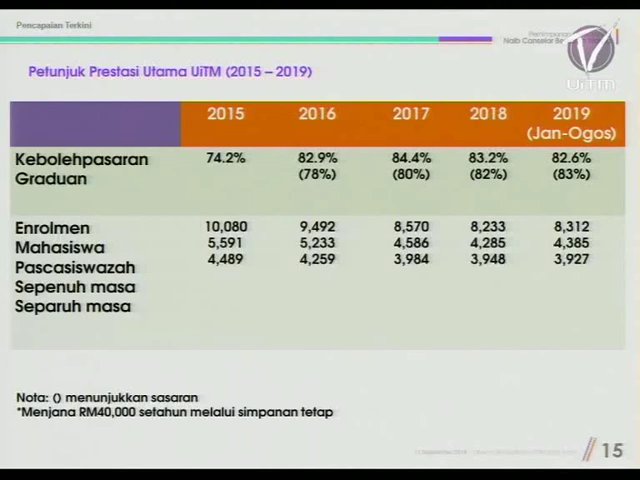 Pencapaian Terkini
Naib Canselor
TV
UiTM
Petunjuk Prestasi Utama UiTM (2015 – 2019)
2015 2016 2017 2018 2019
(Jan-Ogos)
Kebolehpasaran 74.2% 82.9% 84.4% 83.2% 82.6%
Graduan (78%) (80%) (82%) (83%)
Enrolmen 10,080 9,492 8,570 8,233 8,312
Mahasiswa 5,591 5,233 4,586 4,285 4,385
Pascasiswazah 4,489 4,259 3,984 3,948 3,927
Sepenuh masa
Separuh masa
Nota: () menunjukkan sasaran
*Menjana RM40,000 setahun melalui simpanan tetap
15